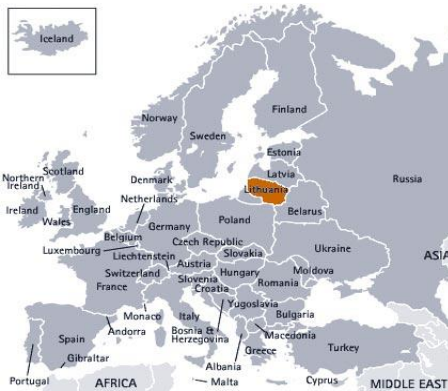 Iceland
Norway
Finland
Sweden
Estonia
Latvia
Lithuania
Russia
Scotland
Northern
Ireland
Ireland
Wales
England
Denmark
Netherlands
Belarus
Poland
Germany
Belgium
Luxembourg
Czech Republic
Ukraine
ASIA
Slovakia
Liechtenstein
Austria
Switzerland
Hungary
Moldova
Slovenia
France
Croatia
Romania
Yugoslavia
Monaco
Italy
Bulgaria
Andorra
Bosnia &
Herzegovina
Macedonia
Spain
Gibraltar
Turkey
Greece
Albania
Portugal
AFRICA
Malta
Cyprus
MIDDLE EAST